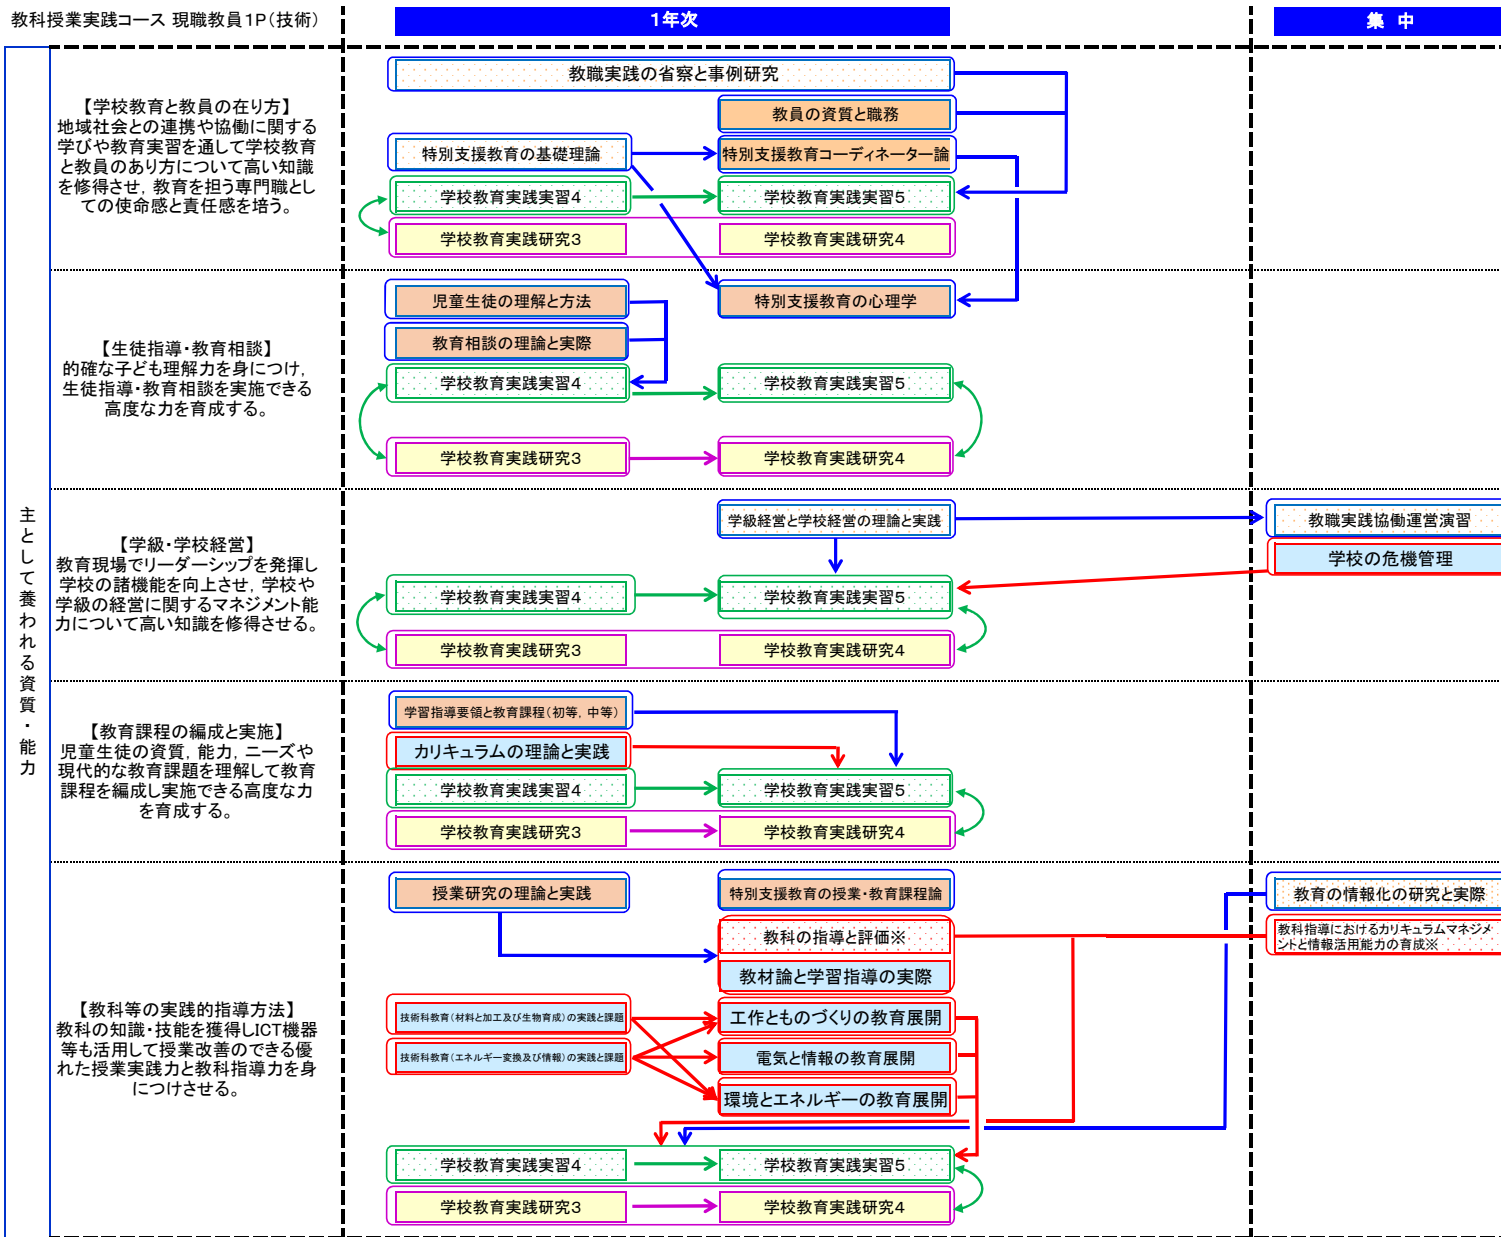 教科授業実践コース 現職教員1P(技術)
1年次
集 中
主として養われる資質・能力
【学校教育と教員の在り方】
地域社会との連携や協働に関する
学びや教育実習を通して学校教育
と教員のあり方について高い知識
を修得させ，教育を担う専門職とし
ての使命感と責任感を培う。
教職実践の省察と事例研究
教員の資質と職務
特別支援教育の基礎理論
特別支援教育コーディネーター論
学校教育実践実習4
学校教育実践実習5
学校教育実践研究3
学校教育実践研究4
【生徒指導・教育相談】
的確な子ども理解力を身につけ，
生徒指導・教育相談を実施できる
高度な力を育成する。
児童生徒の理解と方法
特別支援教育の心理学
教育相談の理論と実際
学校教育実践実習4
学校教育実践実習5
学校教育実践研究3
学校教育実践研究4
【学級・学校経営】
教育現場でリーダーシップを発揮し
学校の諸機能を向上させ，学校や
学級の経営に関するマネジメント能
力について高い知識を修得させる。
学級経営と学校経営の理論と実践
教職実践協働運営演習
学校の危機管理
学校教育実践実習4
学校教育実践実習5
学校教育実践研究3
学校教育実践研究4
【教育課程の編成と実施】
児童生徒の資質，能力，ニーズや
現代的な教育課題を理解して教育
課程を編成し実施できる高度な力
を育成する。
学習指導要領と教育課程（初等，中等）
カリキュラムの理論と実践
学校教育実践実習4
学校教育実践実習5
学校教育実践研究3
学校教育実践研究4
【教科等の実践的指導方法】
教科の知識・技能を獲得しICT機器
等も活用して授業改善のできる優
れた授業実践力と教科指導力を身
につけさせる。
授業研究の理論と実践
特別支援教育の授業・教育課程論
教育の情報化の研究と実際
教科の指導と評価※
教科指導におけるカリキュラムマネジメ
ントと情報活用能力の育成※
教材論と学習指導の実際
技術科教育（材料と加工及び生物育成）の実践と課題
工作とものづくりの教育展開
技術科教育（エネルギー変換及び情報）の実践と課題
電気と情報の教育展開
環境とエネルギーの教育展開
学校教育実践実習4
学校教育実践実習5
学校教育実践研究3
学校教育実践研究4